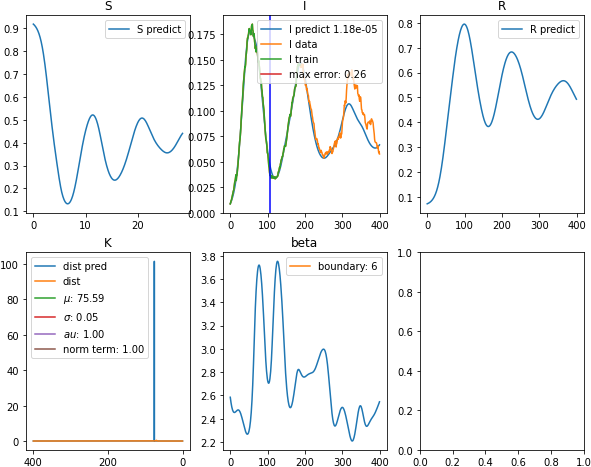 S
0.9
0.8
0.7
0.6
0.5
0.4
0.3
0.2
0.1
0 10 20
S predict
I
0.175
0.150
0.125
0.100
0.075
0.050
0.025
0.000
0 100 200 300 400
I predict 1.18e-05
I data
I train
max error: 0.26
R
0.8
0.7
0.6
0.5
0.4
0.3
0.2
0.1
0 100 200 300 400
R predict
K
100
80
60
40
20
0
400 200 0
dist pred
dist
μ: 75.59
σ: 0.05
au: 1.00
norm term: 1.00
beta
3.8
3.6
3.4
3.2
3.0
2.8
2.6
2.4
2.2
0 100 200 300 400
boundary: 6
1.0
0.8
0.6
0.4
0.2
0.0
0.0 0.2 0.4 0.6 0.8 1.0